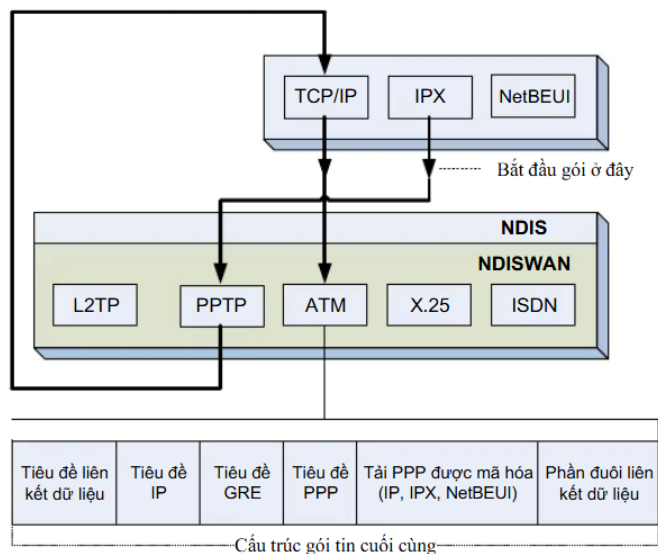 TCP/IP
IPX
NetBEUI
Bắt đầu gói ở đây
NDIS
NDISWAN
L2TP
PPTP
ATM
X.25
ISDN
Tiêu đề liên
kết dữ liệu
Tiêu đề
IP
Tiêu đề
GRE
Tiêu đề
PPP
Tải PPP được mã hóa
(IP, IPX, NetBEUI)
Phần đuôi liên
kết dữ liệu
Cấu trúc gói tin cuối cùng